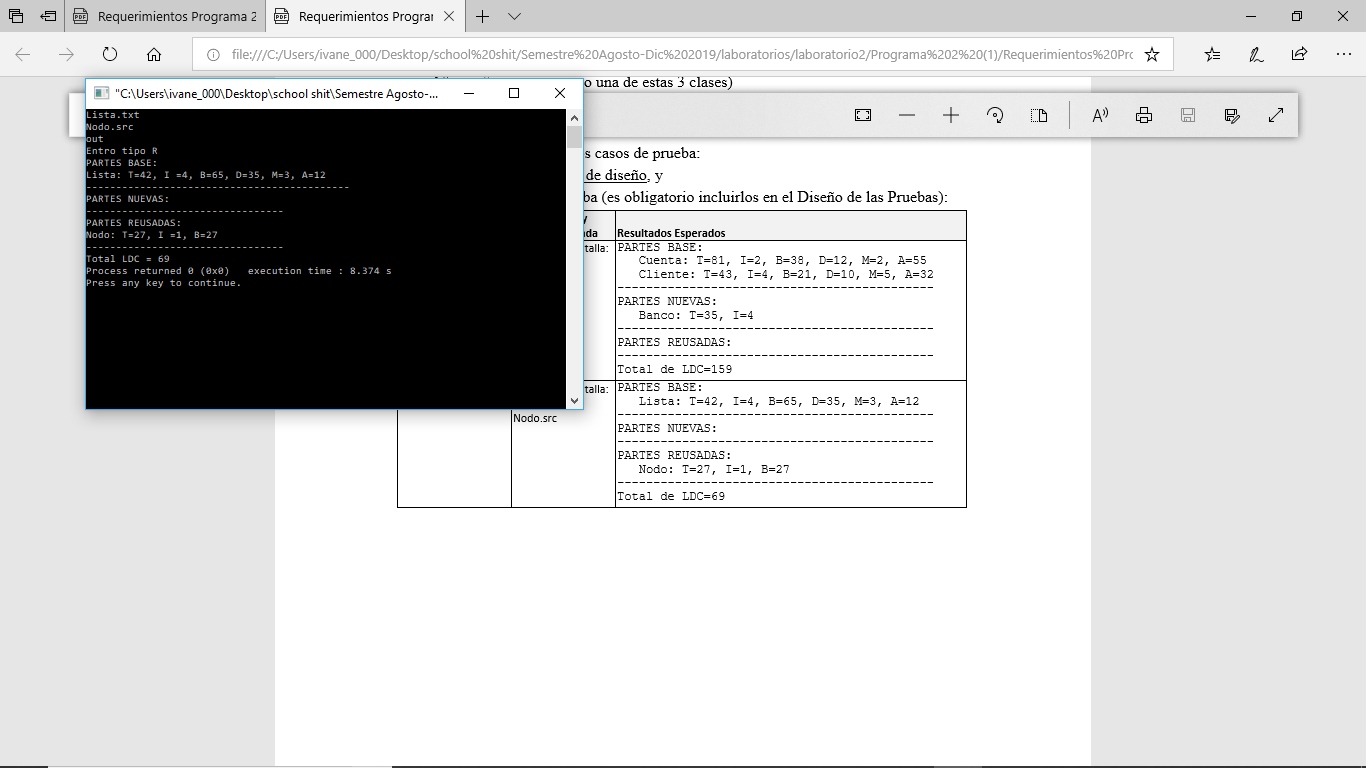 Requerimientos Programa 2
Requerimientos Progran
file:///C:/Users/ivane_000/Desktop/school%20shit/Semestre%20Agosto-Dic%202019/laboratorios/laboratorio2/Programa%202%20(1)/Requerimientos%20Prc
o una de estas 3 clases)
"C:\Users\ivane_000\Desktop\school shit\Semestre Agosto-...
Lista.txt
Nodo.src
out
Entro tipo R
PARTES BASE:
Lista: T=42, I =4, B=65, D=35, M=3, A=12
--------------------------------------------
PARTES NUEVAS:
---------------------------------
PARTES REUSADAS:
Nodo: T=27, I =1, B=27
---------------------------------
Total LDC = 69
Process returned 0 (0x0)   execution time : 8.374 s
Press any key to continue.
s casos de prueba:
de diseño, y
ba (es obligatorio incluirlos en el Diseño de las Pruebas):
y
da Resultados Esperados
talla: PARTES BASE:
Cuenta: T=81, I=2, B=38, D=12, M=2, A=55
Cliente: T=43, I=4, B=21, D=10, M=5, A=32
--------------------------------------------
PARTES NUEVAS:
Banco: T=35, I=4
--------------------------------------------
PARTES REUSADAS:
--------------------------------------------
Total de LDC=159
talla: PARTES BASE:
Lista: T=42, I=4, B=65, D=35, M=3, A=12
--------------------------------------------
Nodo.src
PARTES NUEVAS:
--------------------------------------------
PARTES REUSADAS:
Nodo: T=27, I=1, B=27
--------------------------------------------
Total de LDC=69